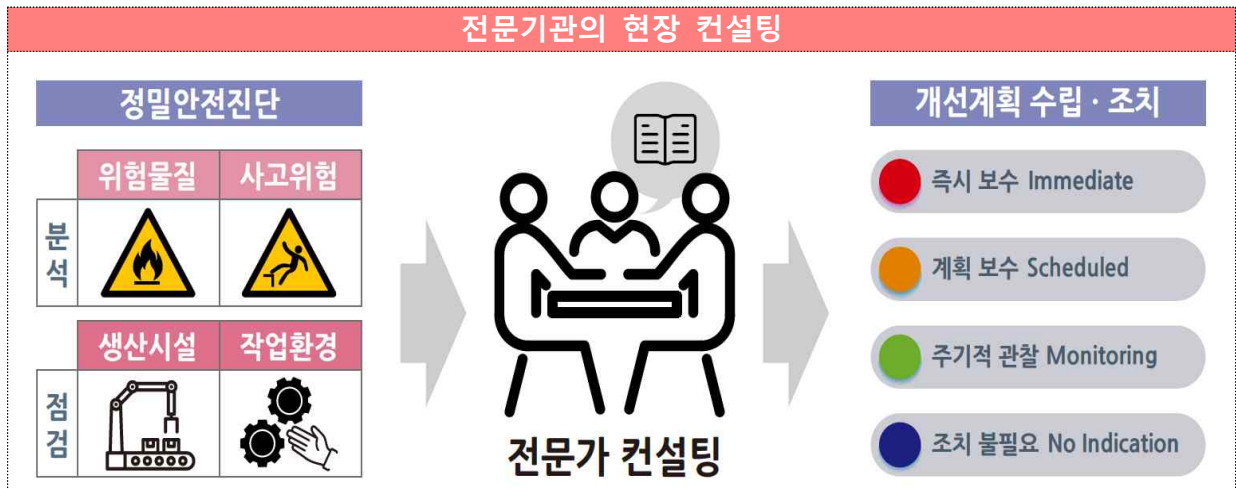 전문기관의 현장 컨설팅
정밀안전진단
위험물질 사고위험
분석
생산시설 작업환경
점검
전문가 컨설팅
개선계획 수립 · 조치
즉시 보수 Immediate
계획 보수 Scheduled
주기적 관찰 Monitoring
조치 불필요 No Indication